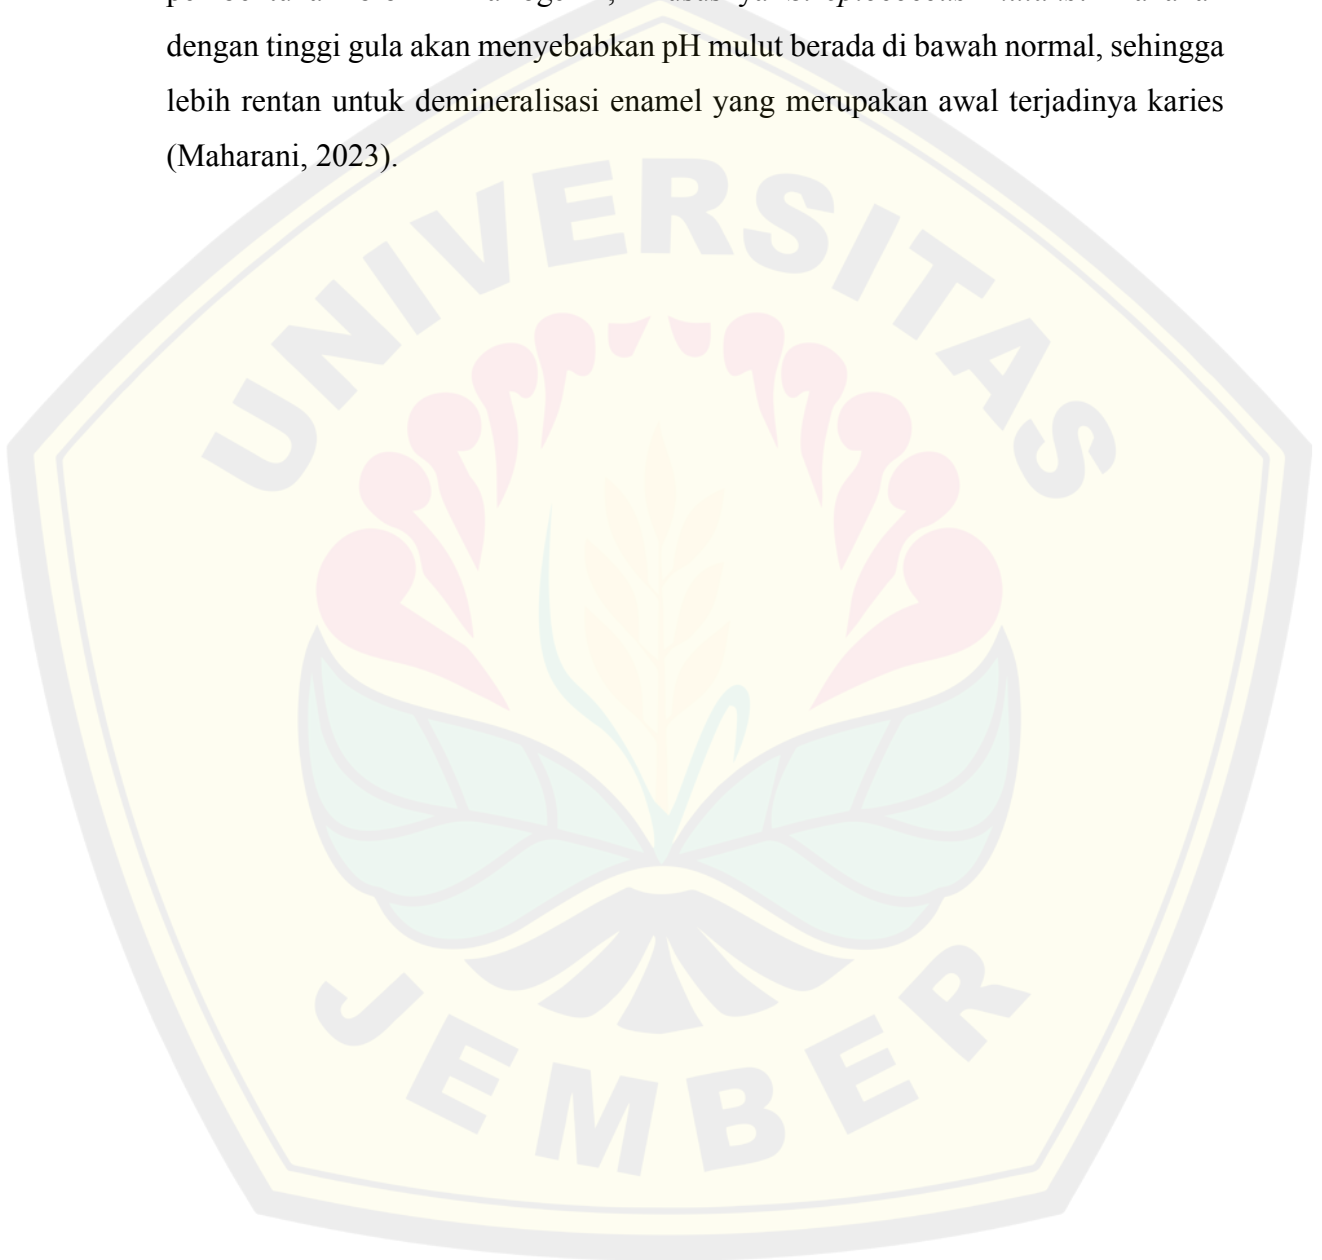 dengan tinggi gula akan menyebabkan pH mulut berada di bawah normal, sehingga
lebih rentan untuk demineralisasi enamel yang merupakan awal terjadinya karies
(Maharani, 2023).
UNIVERSITAS
JEMBER